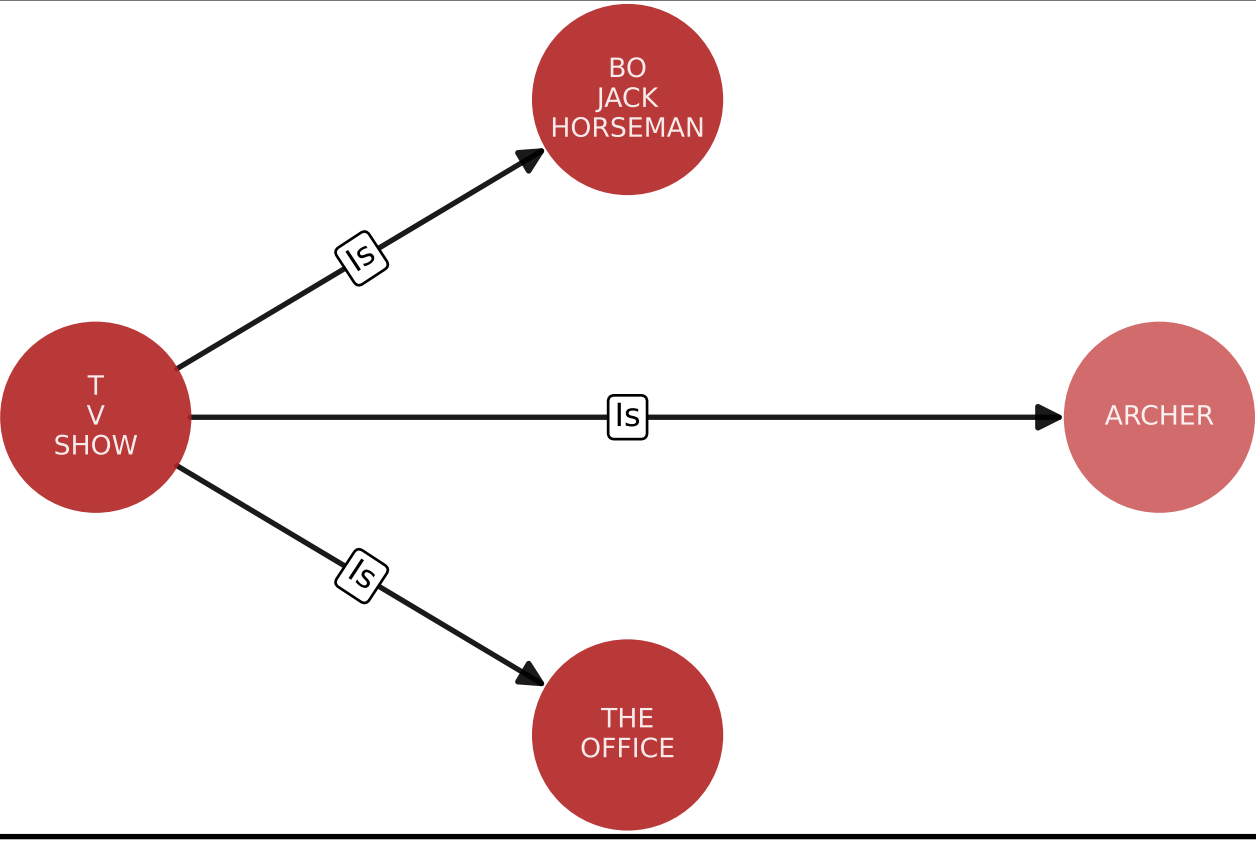 BO
JACK
HORSEMAN
Is
T
V
SHOW
Is
ARCHER
Is
THE
OFFICE